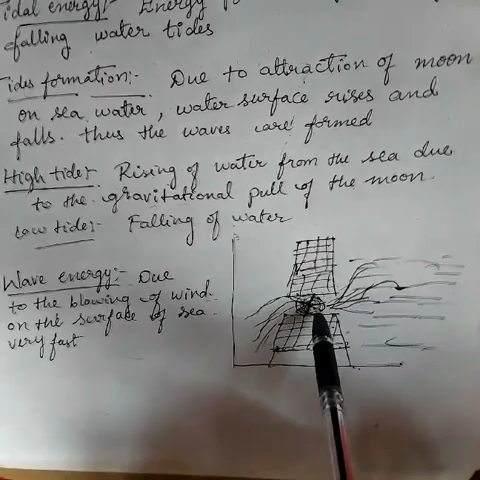 Tidal energy:- Energy
falling water tides
Tides formation:- Due to attraction of moon
on sea water, water surface rises and
falls. Thus the waves are formed
High tide:- Rising of water from the sea due
to the gravitational pull of the moon.
Low tide:- Falling of water
Wave energy:- Due
to the blowing of wind
on the surface of sea
very fast